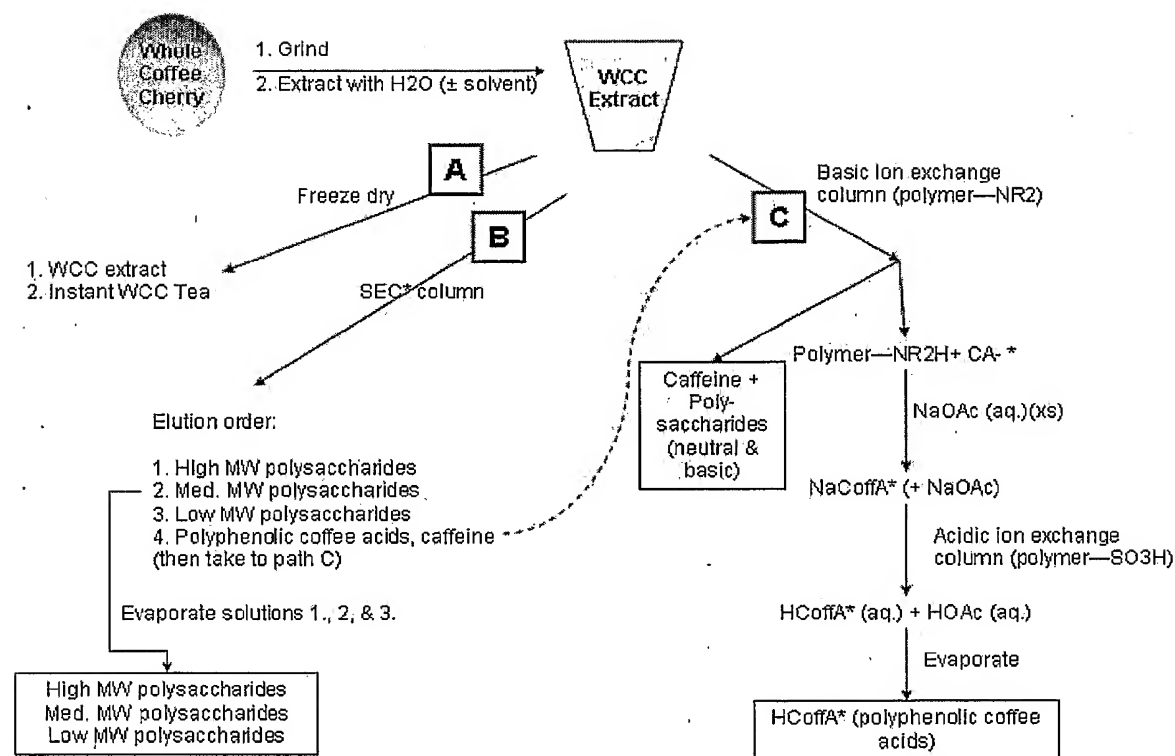 Whole
Coffee
Cherry
1. Grind
2. Extract with H2O (± solvent)
WCC
Extract
A
Freeze dry
B
1. WCC extract
2. Instant WCC Tea
SEC* column
Elution order:
1. High MW polysaccharides
2. Med. MW polysaccharides
3. Low MW polysaccharides
4. Polyphenolic coffee acids, caffeine
(then take to path C)
Evaporate solutions 1., 2, & 3.
High MW polysaccharides
Med. MW polysaccharides
Low MW polysaccharides
Basic Ion exchange
column (polymer—NR2)
C
Caffeine +
Poly-
saccharides
(neutral &
basic)
Polymer—NR2H+ CA- *
NaOAc (aq.)(xs)
NaCoffA* (+ NaOAc)
Acidic ion exchange
column (polymer—SO3H)
HCoffA* (aq.) + HOAc (aq.)
Evaporate
HCoffA* (polyphenolic coffee
acids)